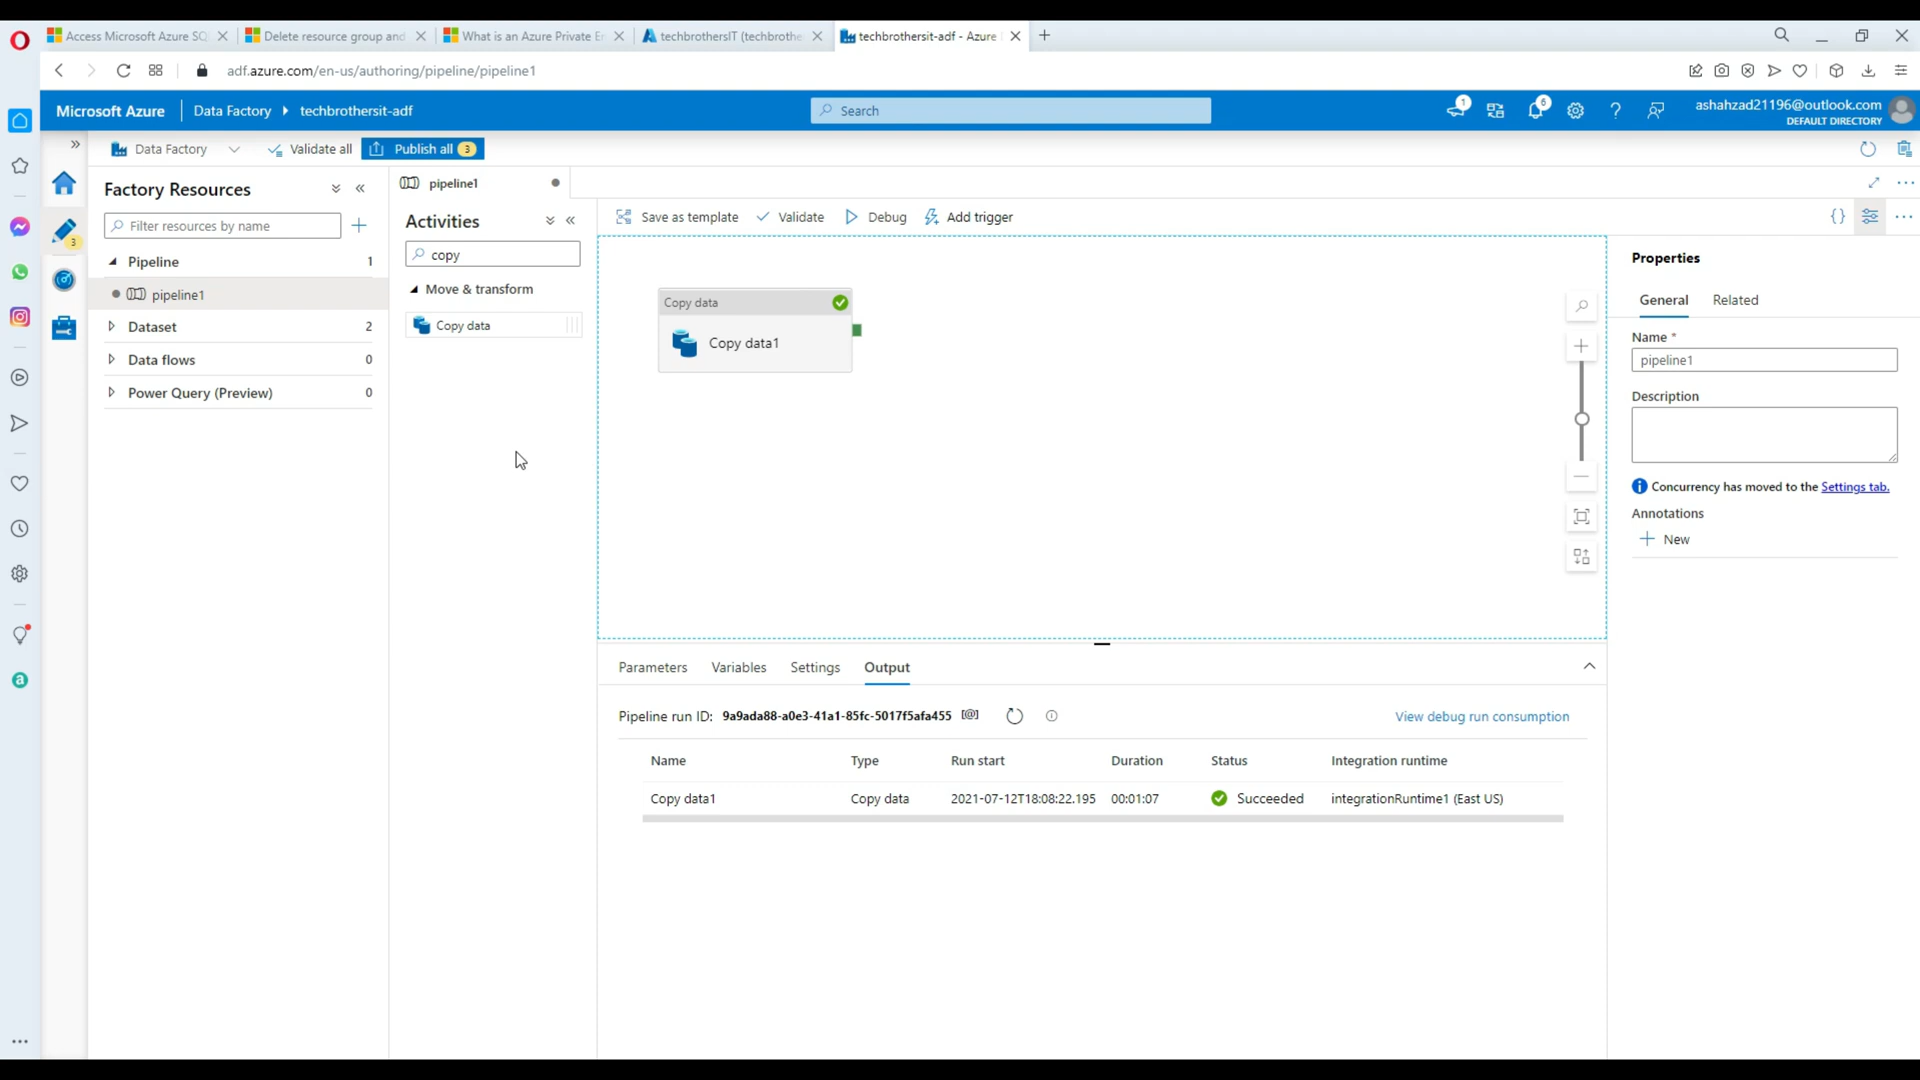 Access Microsoft Azure SQ
Delete resource group and
What is an Azure Private E
techbrothersIT (techbrothe
techbrothersit-adf - Azure
adf.azure.com/en-us/authoring/pipeline/pipeline1
Microsoft Azure
Data Factory
techbrothersit-adf
Search
1
6
ashahzad21196@outlook.com
DEFAULT DIRECTORY
Data Factory
Validate all
Publish all
3
Factory Resources
pipeline1
Activities
Save as template
Validate
Debug
Add trigger
Filter resources by name
3
copy
Properties
Pipeline
1
Move & transform
pipeline1
General
Related
Copy data
Copy data
Dataset
2
Copy data1
Name *
pipeline1
Data flows
0
Power Query (Preview)
0
Description
Concurrency has moved to the Settings tab.
Annotations
New
Parameters
Variables
Settings
Output
Pipeline run ID: 9a9ada88-a0e3-41a1-85fc-5017f5afa455
View debug run consumption
Name
Type
Run start
Duration
Status
Integration runtime
Copy data1
Copy data
2021-07-12T18:08:22.195
00:01:07
Succeeded
integrationRuntime1 (East US)